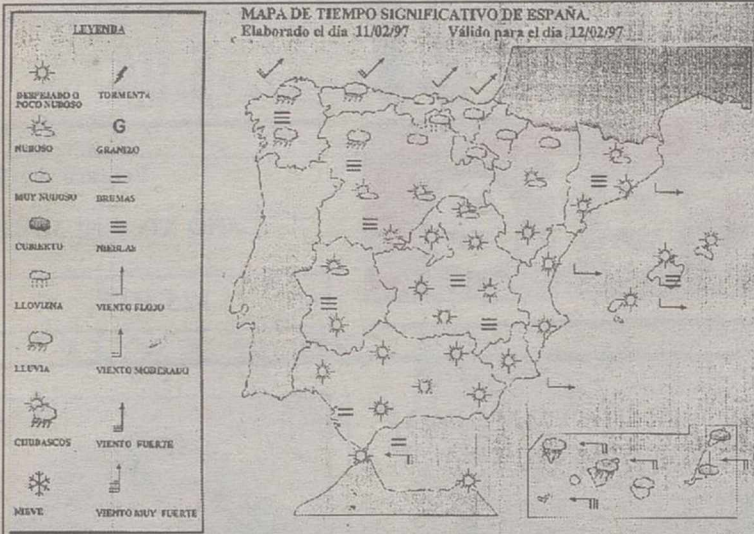 MAPA DE TIEMPO SIGNIFICATIVO DE ESPAÑA.
Elaborado el día 11/02/97 Válido para el día 12/02/97
LEYENDA
DESPEJADO O
POCO NUBOSO
TORMENTA
NUBOSO
G
GRANIZO
MUY NUBOSO
BRUMAS
CUBIERTO
NIEBLAS
LLOVIZNA
VIENTO FLOJO
LLUVIA
VIENTO MODERADO
CHUBASCOS
VIENTO FUERTE
NIEVE
VIENTO MUY FUERTE